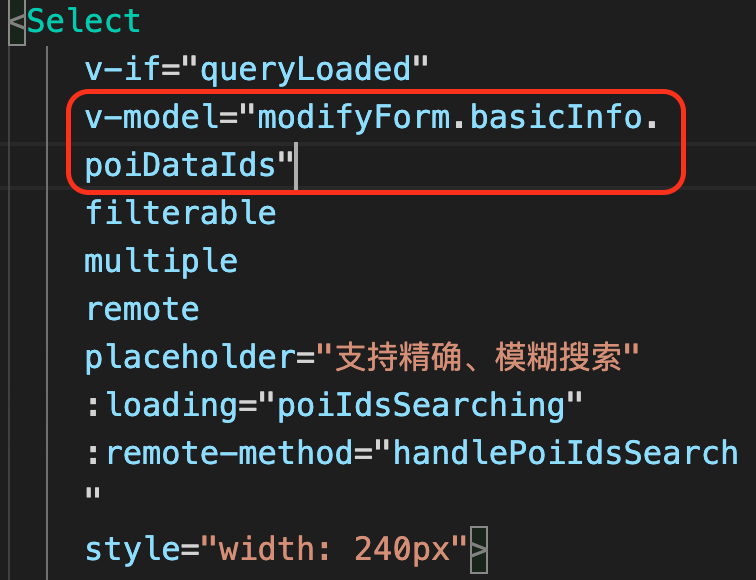 <Select
v-if="queryLoaded"
v-model="modifyForm.basicInfo.
poiDataIds"
filterable
multiple
remote
placeholder="支持精确、模糊搜索"
:loading="poiIdsSearching"
:remote-method="handlePoiIdsSearch
"
style="width: 240px">